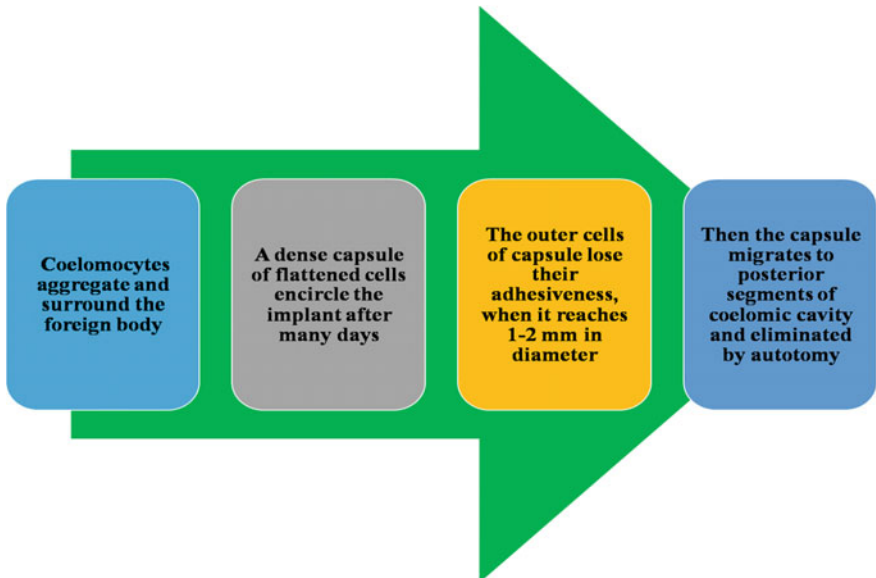 Coelomocytes
aggregate and
surround the
foreign body
A dense capsule
of flattened cells
encircle the
implant after
many days
The outer cells
of capsule lose
their
adhesiveness,
when it reaches
1-2 mm in
diameter
Then the capsule
migrates to
posterior
segments of
coelomic cavity
and eliminated
by autotomy